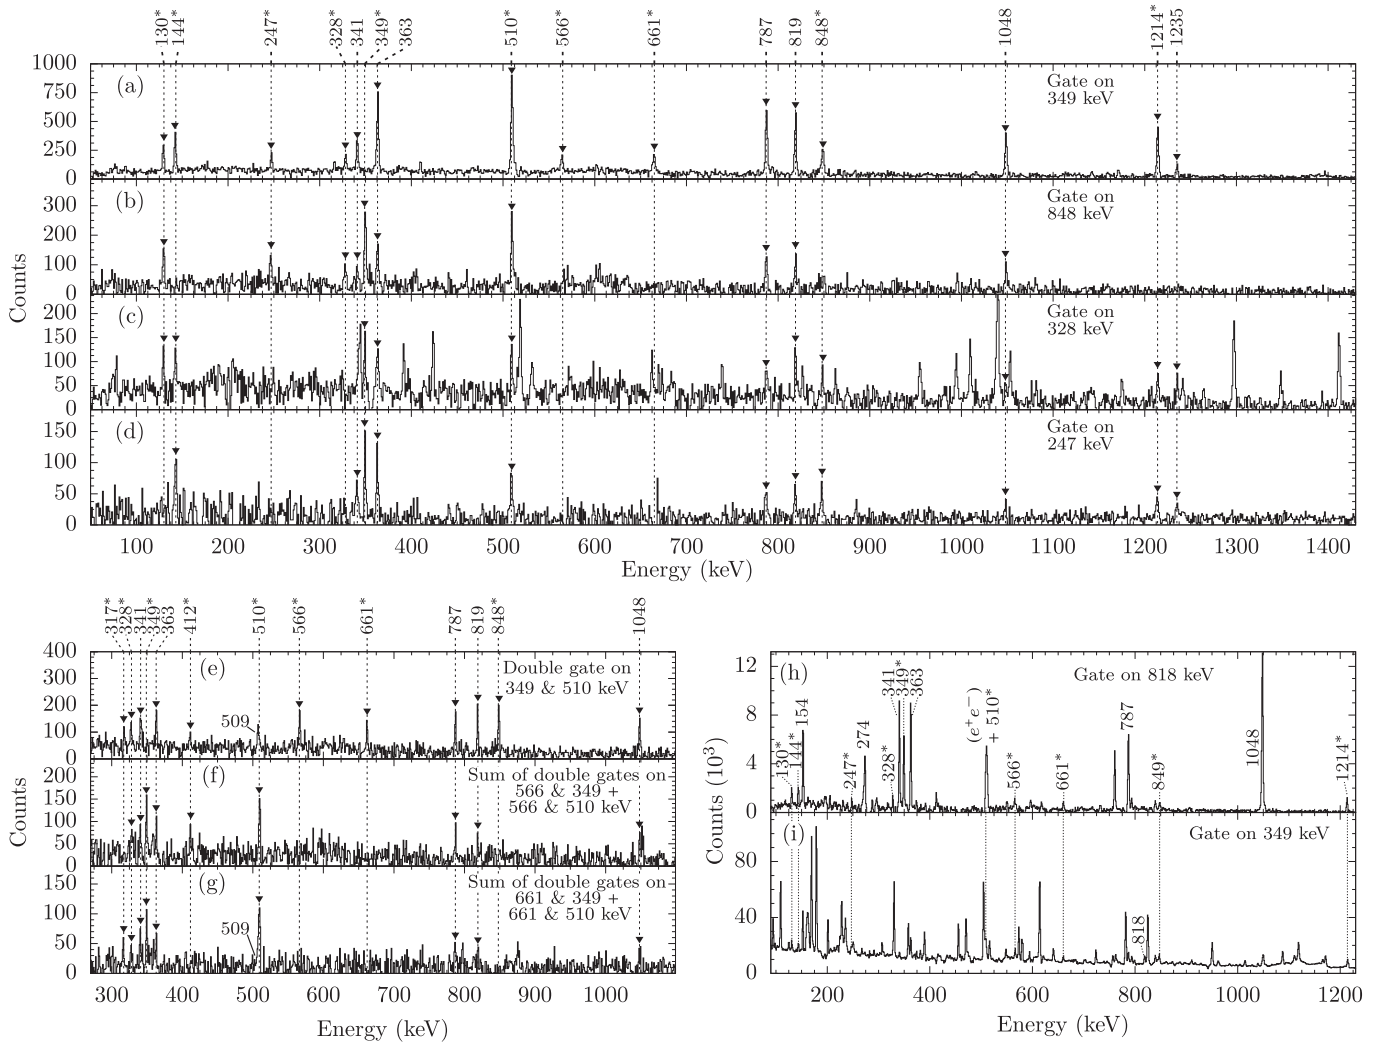 130* 144* 247* 328* 341 349* 363 510* 566* 661* 787 819 848* 1048 1214* 1235
1000
750
500
250
0
(a)
Gate on
349 keV
300
200
100
0
(b)
Gate on
848 keV
200
150
100
50
0
(c)
Gate on
328 keV
150
100
50
0
(d)
Gate on
247 keV
Counts
100 200 300 400 500 600 700 800 900 1000 1100 1200 1300 1400
Energy (keV)
317* 328* 341 349* 363 412* 510* 566* 661* 787 819 848* 1048
400
300
200
100
0
(e)
Double gate on
349 & 510 keV
509
200
150
100
50
0
(f)
Sum of double gates on
566 & 349 +
566 & 510 keV
150
100
50
0
(g)
Sum of double gates on
661 & 349 +
661 & 510 keV
509
Counts
300 400 500 600 700 800 900 1000
Energy (keV)
12
8
4
0
(h)
Gate on 818 keV
130* 144* 154 247* 274 328* 341 349* 363 (e⁺e⁻) + 510* 566* 661* 787 849* 1048 1214*
80
40
0
(i)
Gate on 349 keV
818
Counts (10³)
200 400 600 800 1000 1200
Energy (keV)